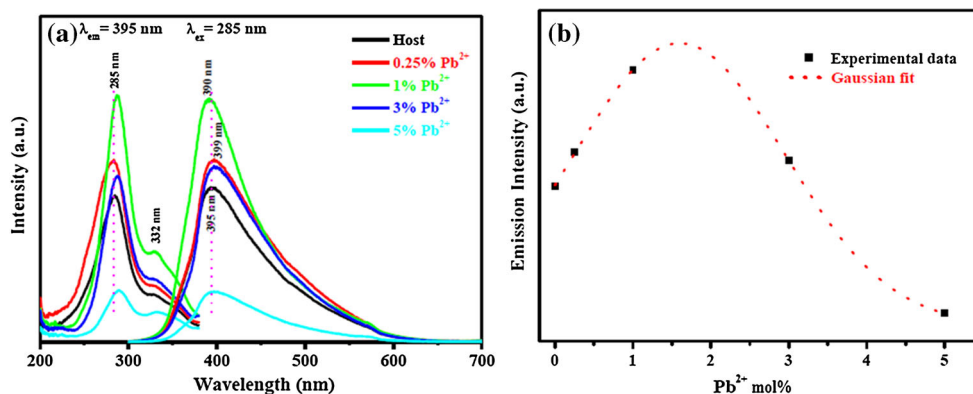 (a)
λem= 395 nm
λex= 285 nm
Host
0.25% Pb2+
1% Pb2+
3% Pb2+
5% Pb2+
285 nm
332 nm
390 nm
399 nm
395 nm
Intensity (a.u.)
200 300 400 500 600 700
Wavelength (nm)
(b)
Experimental data
Gaussian fit
Emission Intensity (a.u.)
0 1 2 3 4 5
Pb2+ mol%